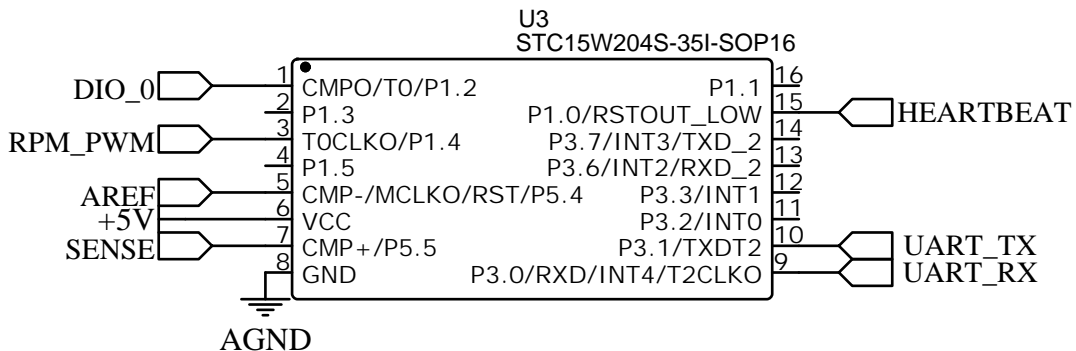 U3
STC15W204S-35I-SOP16
DIO_0 1 CMPO/T0/P1.2 P1.1 16
2 P1.3 P1.0/RSTOUT_LOW 15 HEARTBEAT
RPM_PWM 3 T0CLKO/P1.4 P3.7/INT3/TXD_2 14
4 P1.5 P3.6/INT2/RXD_2 13
AREF 5 CMP-/MCLKO/RST/P5.4 P3.3/INT1 12
+5V 6 VCC P3.2/INT0 11
SENSE 7 CMP+/P5.5 P3.1/TXDT2 10 UART_TX
8 GND P3.0/RXD/INT4/T2CLKO 9 UART_RX
AGND